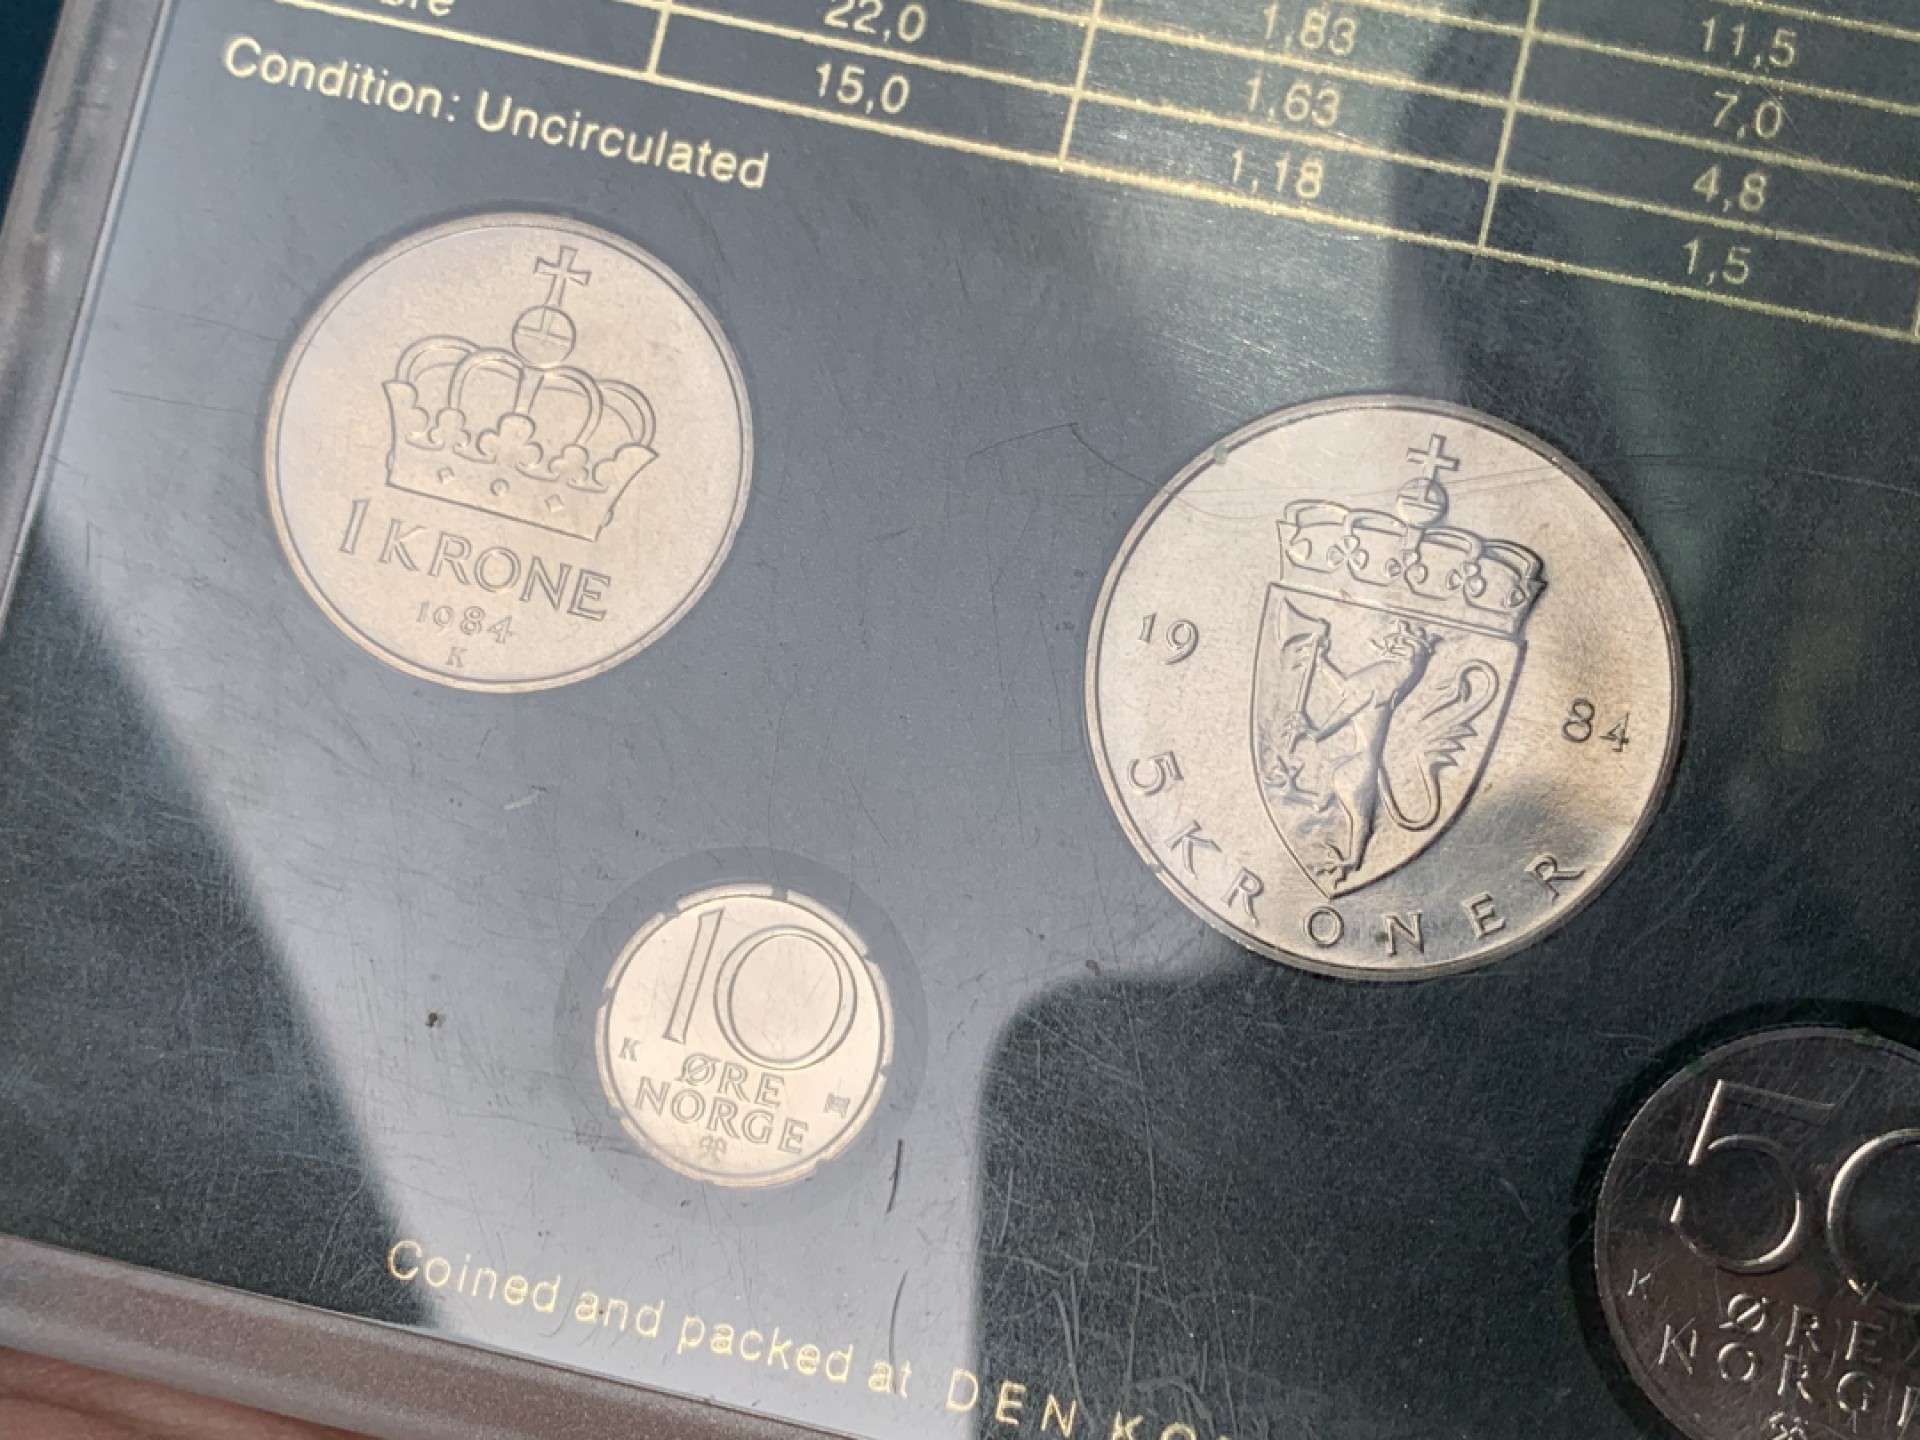 22,0 1,83 11,5
15,0 1,63 7,0
1,18 4,8
1,5
Condition: Uncirculated
1 KRONE
1984
K
19 84
5 KRONER
10
K
ØRE
NORGE
50
K
ØRE
Coined and packed at DEN